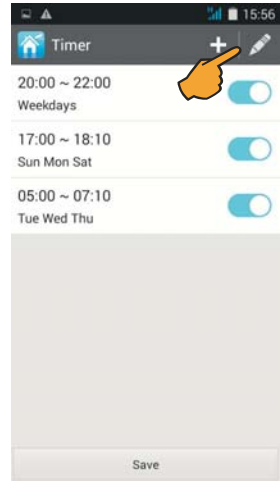 15:56
Timer
20:00 ~ 22:00
Weekdays
17:00 ~ 18:10
Sun Mon Sat
05:00 ~ 07:10
Tue Wed Thu
Save